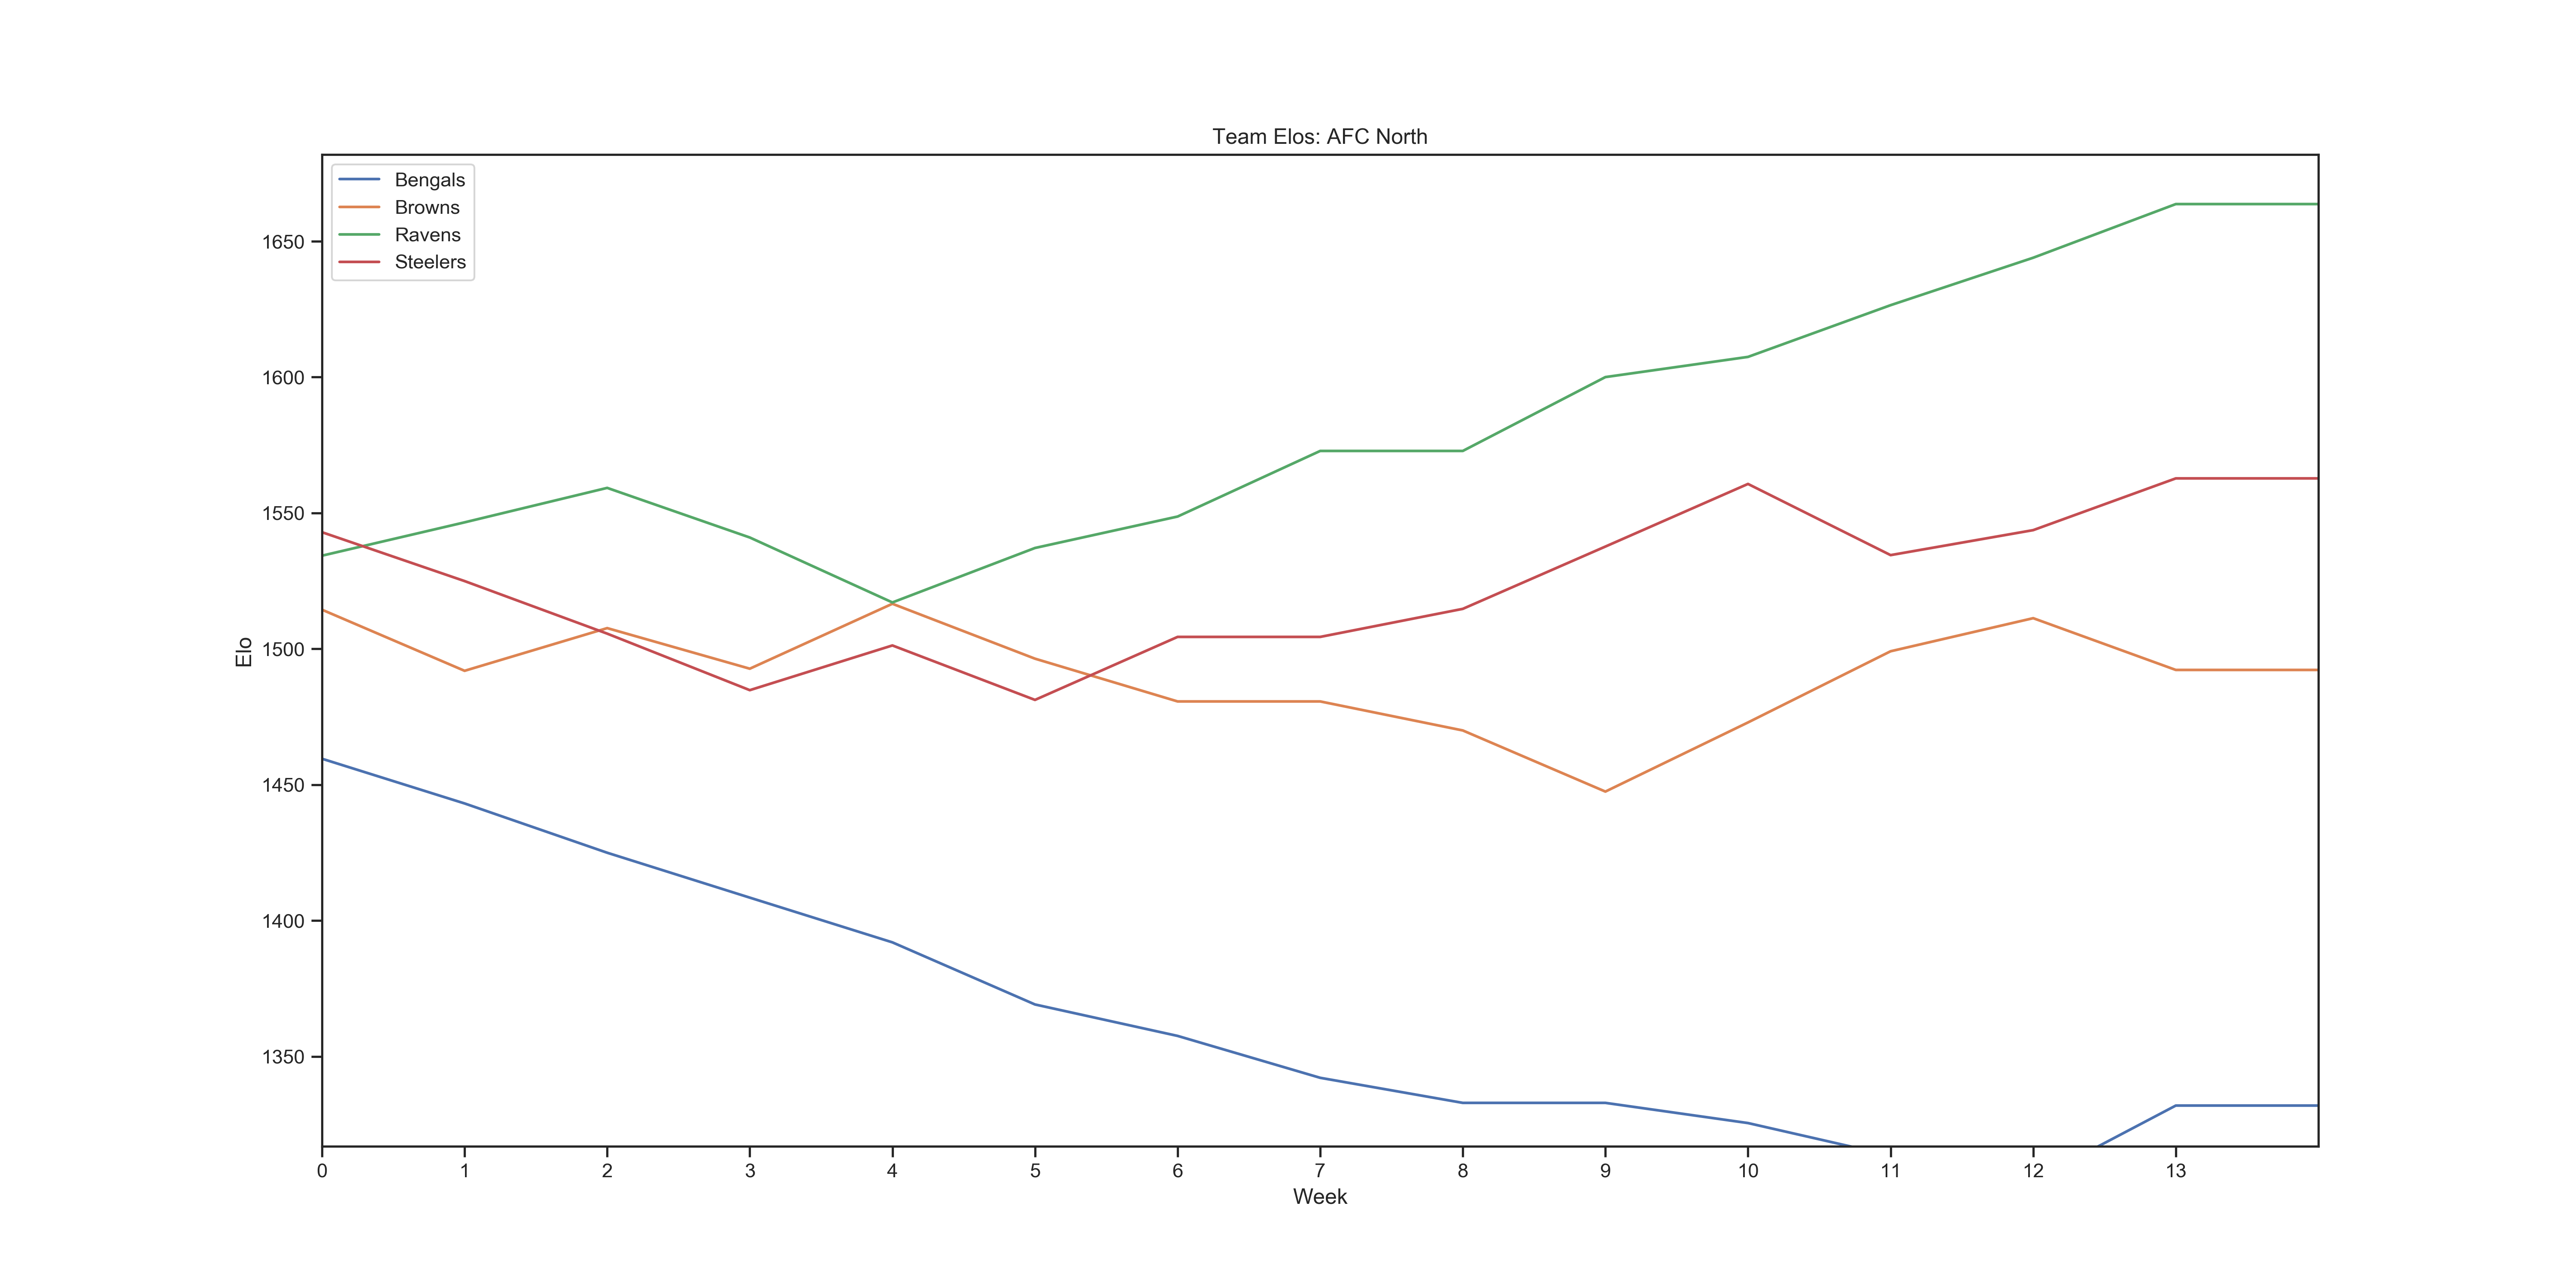 Team Elos: AFC North
Bengals
Browns
Ravens
Steelers
1650
1600
1550
1500
1450
1400
1350
Elo
0 1 2 3 4 5 6 7 8 9 10 11 12 13
Week